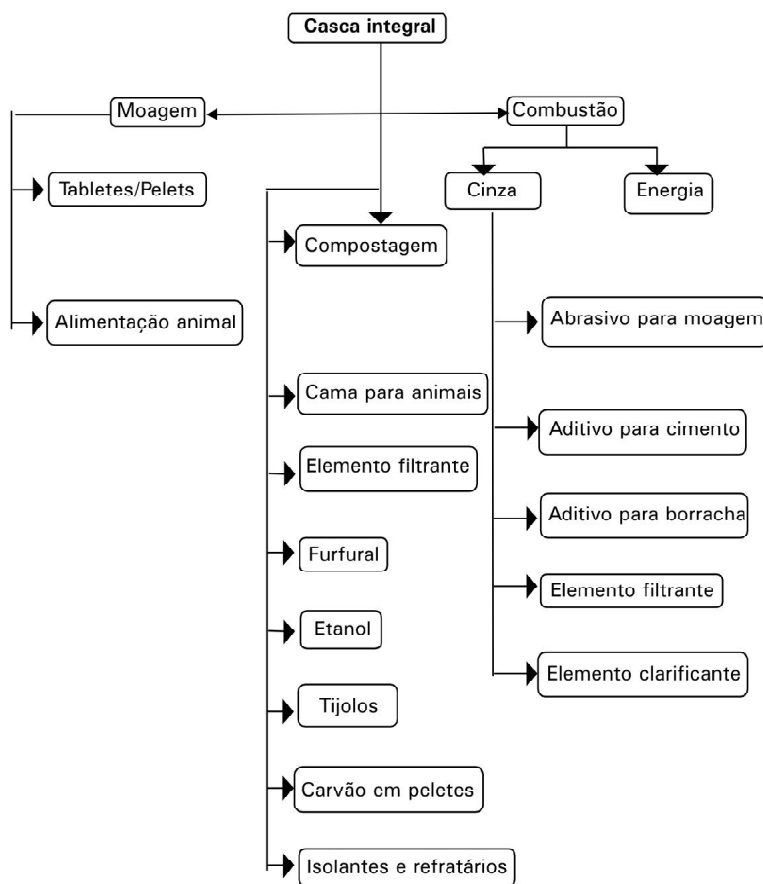 Casca integral
Moagem
Combustão
Tabletes/Pelets
Cinza
Energia
Compostagem
Alimentação animal
Abrasivo para moagem
Cama para animais
Aditivo para cimento
Elemento filtrante
Aditivo para borracha
Furfural
Elemento filtrante
Etanol
Elemento clarificante
Tijolos
Carvão em peletes
Isolantes e refratários